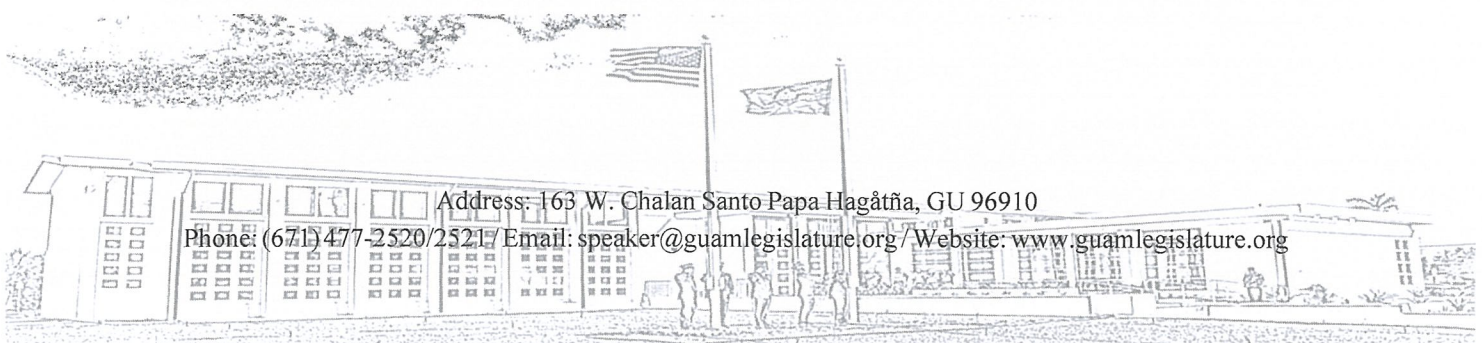 Address: 163 W. Chalan Santo Papa Hagåtña, GU 96910
Phone: (671) 477-2520/2521 / Email: speaker@guamlegislature.org / Website: www.guamlegislature.org